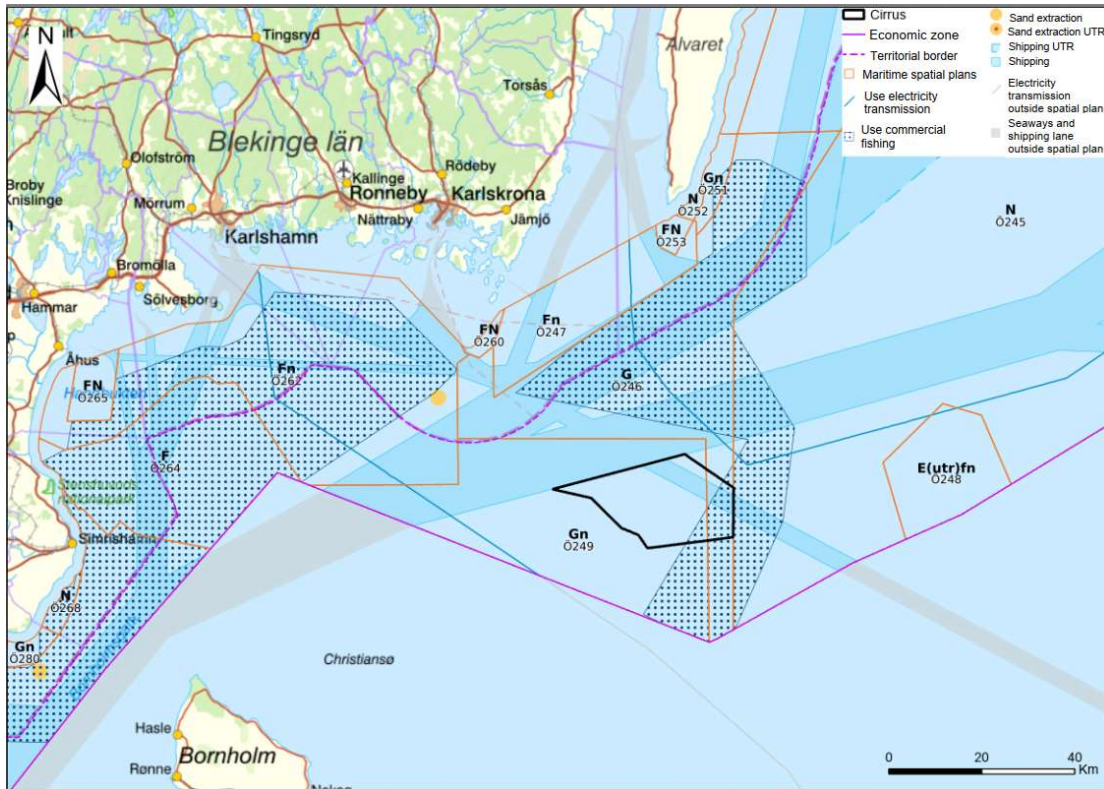 N
Tingsryd
Alvaret
Torsås
Blekinge län
Olofström
Kallinge
Rödeby
Broby
Knislinge
Ronneby
Karlskrona
Mörrum
Nättraby
Jämjö
Karlshamn
Bromölla
Hammar
Sölvesborg
Åhus
Simrishamn
Christiansø
Hasle
Bornholm
Rønne
Gn
Ö251
N
Ö252
FN
Ö253
N
Ö245
FN
Ö260
Fn
Ö247
Fn
Ö262
FN
Ö265
G
Ö246
F
Ö264
E(utr)fn
Ö248
Gn
Ö249
N
Ö268
Gn
Ö280
Cirrus
Economic zone
Territorial border
Maritime spatial plans
Use electricity
transmission
Use commercial
fishing
Sand extraction
Sand extraction UTR
Shipping UTR
Shipping
Electricity
transmission
outside spatial plan
Seaways and
shipping lane
outside spatial plan
0 20 40
Km